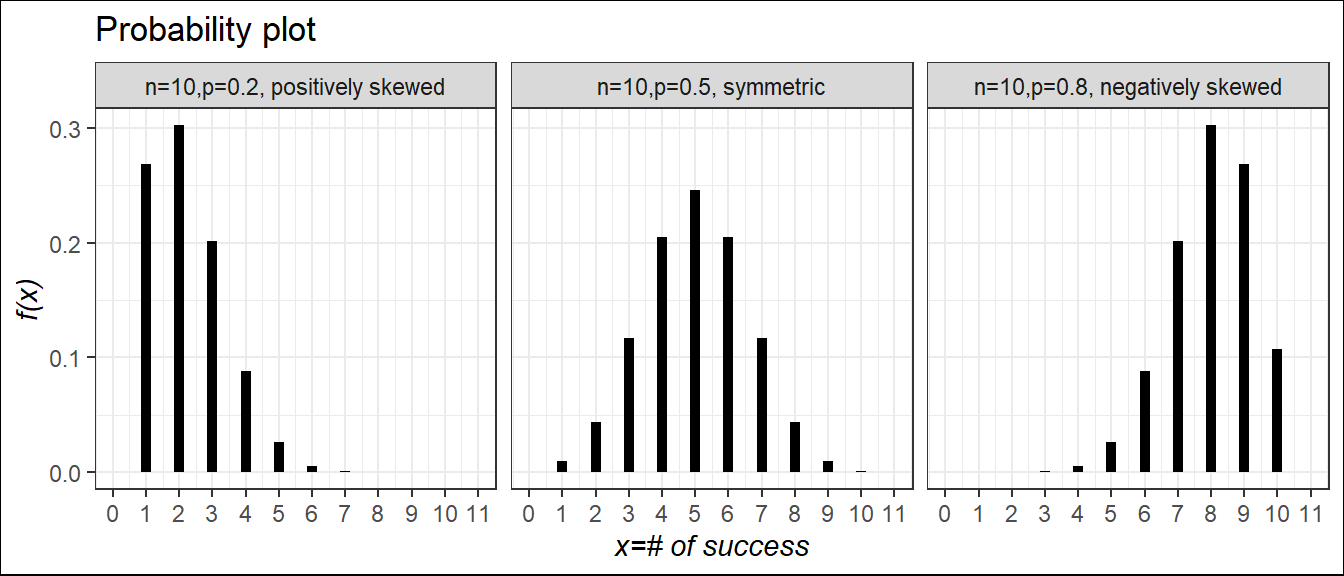 Probability plot
n=10,p=0.2, positively skewed
n=10,p=0.5, symmetric
n=10,p=0.8, negatively skewed
0.3
0.2
0.1
0.0
f(x)
0 1 2 3 4 5 6 7 8 9 10 11
0 1 2 3 4 5 6 7 8 9 10 11
0 1 2 3 4 5 6 7 8 9 10 11
x=# of success